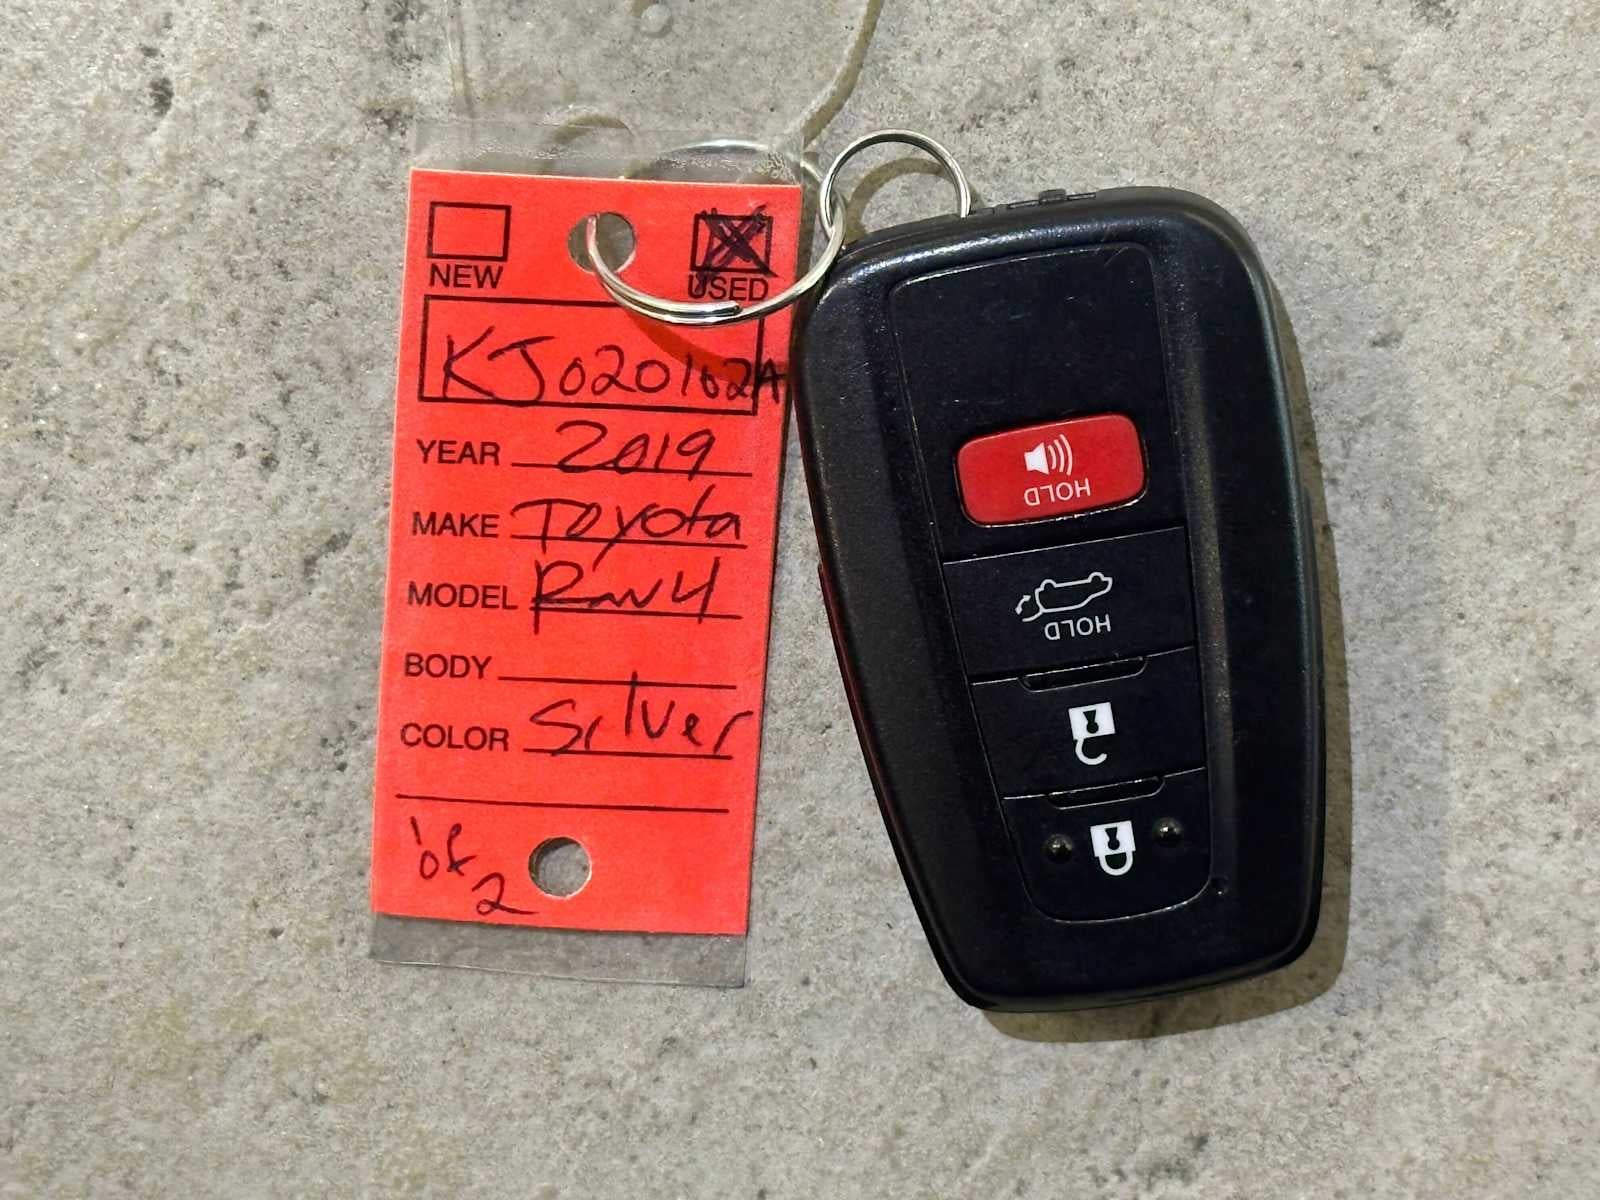 NEW
USED
KJ020162A
YEAR 2019
MAKE Toyota
MODEL Rav4
BODY
COLOR Silver
1 of
2
HOLD
HOLD